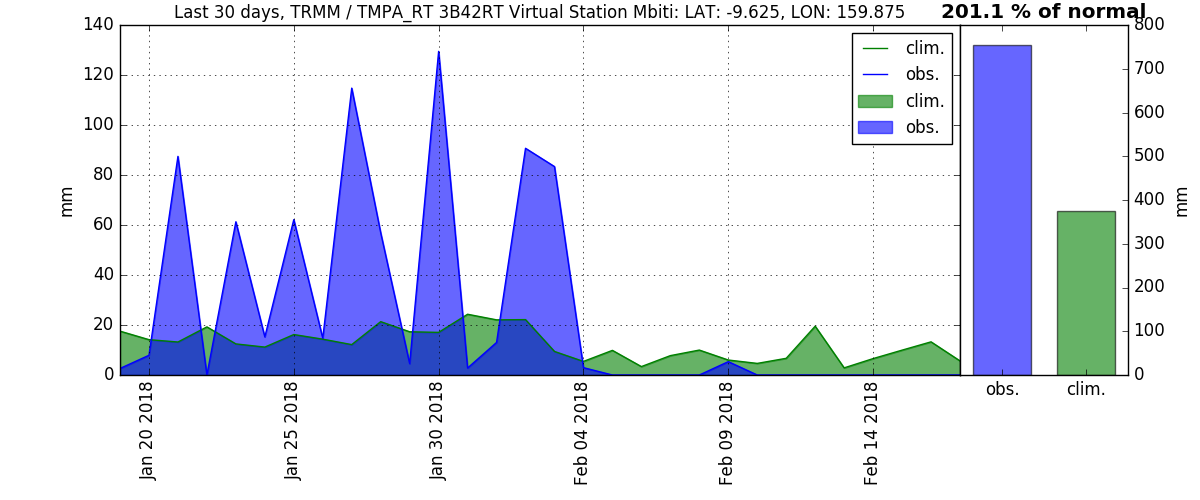 Last 30 days, TRMM / TMPA_RT 3B42RT Virtual Station Mbiti: LAT: -9.625, LON: 159.875
201.1 % of normal
140
120
100
80
60
40
20
0
mm
clim.
obs.
clim.
obs.
800
700
600
500
400
300
200
100
0
mm
Jan 20 2018
Jan 25 2018
Jan 30 2018
Feb 04 2018
Feb 09 2018
Feb 14 2018
obs.
clim.